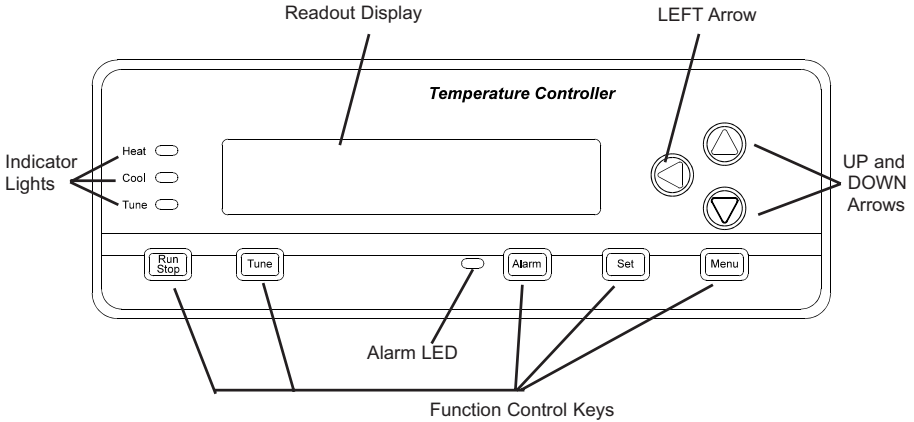 Readout Display
LEFT Arrow
Temperature Controller
Indicator
Lights
Heat
Cool
Tune
UP and
DOWN
Arrows
Run
Stop
Tune
Alarm
Set
Menu
Alarm LED
Function Control Keys